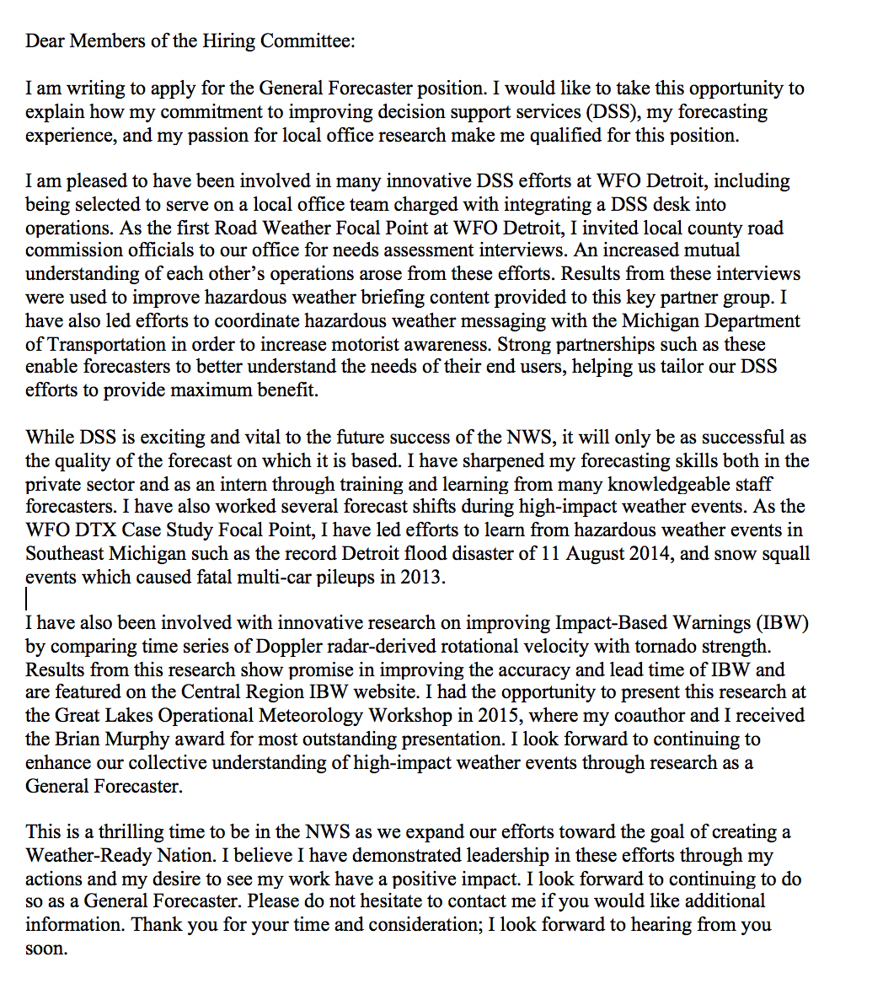 Dear Members of the Hiring Committee:
I am writing to apply for the General Forecaster position. I would like to take this opportunity to
explain how my commitment to improving decision support services (DSS), my forecasting
experience, and my passion for local office research make me qualified for this position.
I am pleased to have been involved in many innovative DSS efforts at WFO Detroit, including
being selected to serve on a local office team charged with integrating a DSS desk into
operations. As the first Road Weather Focal Point at WFO Detroit, I invited local county road
commission officials to our office for needs assessment interviews. An increased mutual
understanding of each other’s operations arose from these efforts. Results from these interviews
were used to improve hazardous weather briefing content provided to this key partner group. I
have also led efforts to coordinate hazardous weather messaging with the Michigan Department
of Transportation in order to increase motorist awareness. Strong partnerships such as these
enable forecasters to better understand the needs of their end users, helping us tailor our DSS
efforts to provide maximum benefit.
While DSS is exciting and vital to the future success of the NWS, it will only be as successful as
the quality of the forecast on which it is based. I have sharpened my forecasting skills both in the
private sector and as an intern through training and learning from many knowledgeable staff
forecasters. I have also worked several forecast shifts during high-impact weather events. As the
WFO DTX Case Study Focal Point, I have led efforts to learn from hazardous weather events in
Southeast Michigan such as the record Detroit flood disaster of 11 August 2014, and snow squall
events which caused fatal multi-car pileups in 2013.
I have also been involved with innovative research on improving Impact-Based Warnings (IBW)
by comparing time series of Doppler radar-derived rotational velocity with tornado strength.
Results from this research show promise in improving the accuracy and lead time of IBW and
are featured on the Central Region IBW website. I had the opportunity to present this research at
the Great Lakes Operational Meteorology Workshop in 2015, where my coauthor and I received
the Brian Murphy award for most outstanding presentation. I look forward to continuing to
enhance our collective understanding of high-impact weather events through research as a
General Forecaster.
This is a thrilling time to be in the NWS as we expand our efforts toward the goal of creating a
Weather-Ready Nation. I believe I have demonstrated leadership in these efforts through my
actions and my desire to see my work have a positive impact. I look forward to continuing to do
so as a General Forecaster. Please do not hesitate to contact me if you would like additional
information. Thank you for your time and consideration; I look forward to hearing from you
soon.